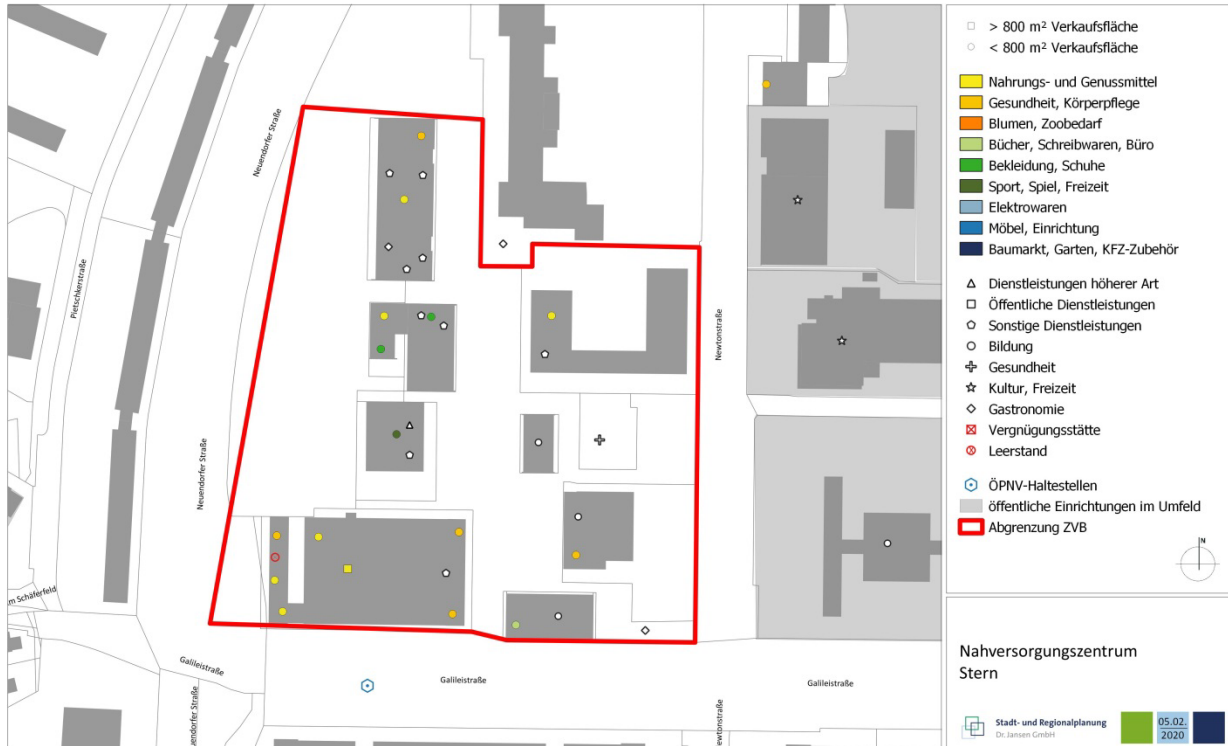 Neuendorfer Straße
Pietschkerstraße
Newtonstraße
Neuendorfer Straße
m Schäferfeld
Galileistraße
Galileistraße
Galileistraße
Neuendorfer Straße
Newtonstraße
> 800 m² Verkaufsfläche
< 800 m² Verkaufsfläche
Nahrungs- und Genussmittel
Gesundheit, Körperpflege
Blumen, Zoobedarf
Bücher, Schreibwaren, Büro
Bekleidung, Schuhe
Sport, Spiel, Freizeit
Elektrowaren
Möbel, Einrichtung
Baumarkt, Garten, KFZ-Zubehör
Dienstleistungen höherer Art
Öffentliche Dienstleistungen
Sonstige Dienstleistungen
Bildung
Gesundheit
Kultur, Freizeit
Gastronomie
Vergnügungsstätte
Leerstand
ÖPNV-Haltestellen
öffentliche Einrichtungen im Umfeld
Abgrenzung ZVB
N
Nahversorgungszentrum
Stern
Stadt- und Regionalplanung
Dr. Jansen GmbH
05.02.
2020